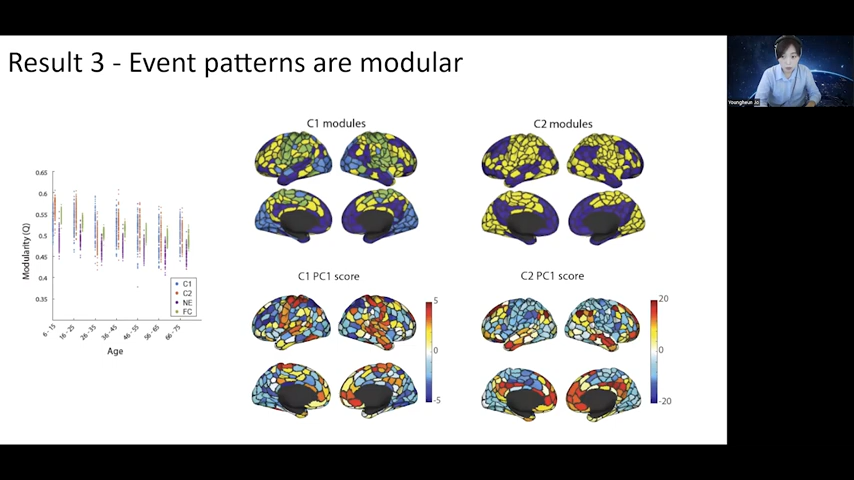 Result 3 - Event patterns are modular
Youngheun Jo
C1 modules
C2 modules
0.65
0.6
0.55
0.5
0.45
0.4
0.35
Modularity (Q)
C1
C2
NE
FC
6 - 15
16 - 25
26 - 35
36 - 45
46 - 55
56 - 65
66 - 75
Age
C1 PC1 score
5
0
-5
C2 PC1 score
20
0
-20